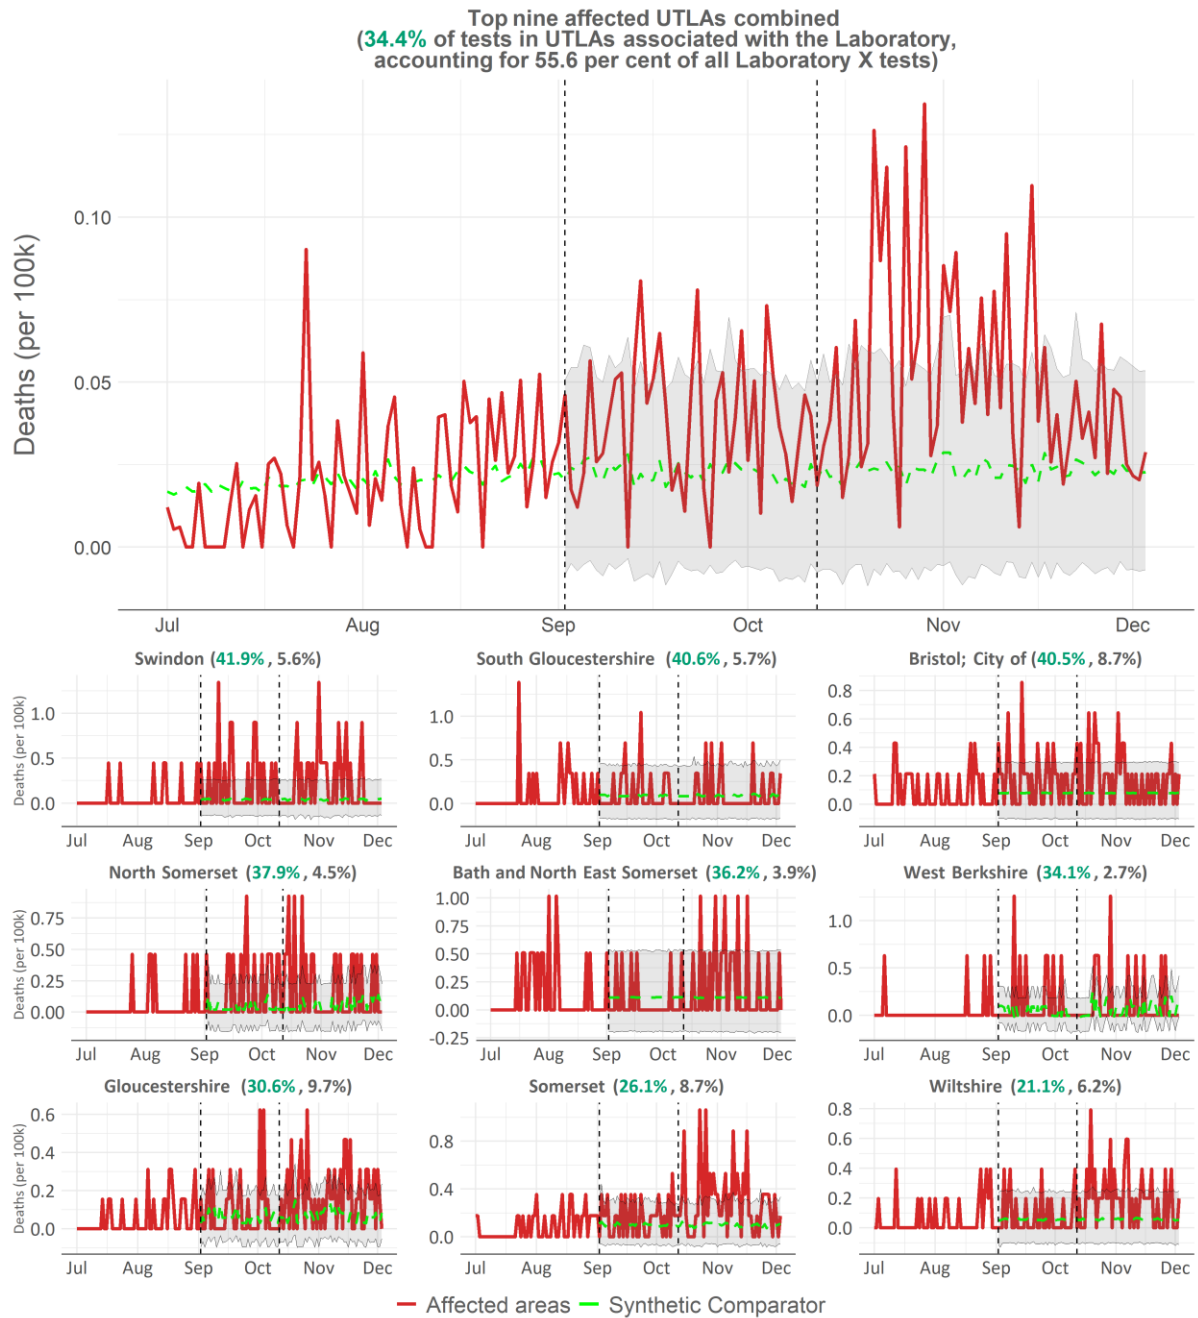 Top nine affected UTLAs combined
(34.4% of tests in UTLAs associated with the Laboratory,
accounting for 55.6 per cent of all Laboratory X tests)
Deaths (per 100k)
0.10
0.05
0.00
Jul Aug Sep Oct Nov Dec
Swindon (41.9% , 5.6%)
South Gloucestershire (40.6% , 5.7%)
Bristol; City of (40.5% , 8.7%)
Deaths (per 100k)
1.0
0.5
0.0
Jul Aug Sep Oct Nov Dec
1.0
0.5
0.0
Jul Aug Sep Oct Nov Dec
0.8
0.6
0.4
0.2
0.0
Jul Aug Sep Oct Nov Dec
North Somerset (37.9% , 4.5%)
Bath and North East Somerset (36.2% , 3.9%)
West Berkshire (34.1% , 2.7%)
Deaths (per 100k)
0.75
0.50
0.25
0.00
Jul Aug Sep Oct Nov Dec
1.00
0.75
0.50
0.25
0.00
-0.25
Jul Aug Sep Oct Nov Dec
1.0
0.5
0.0
Jul Aug Sep Oct Nov Dec
Gloucestershire (30.6% , 9.7%)
Somerset (26.1% , 8.7%)
Wiltshire (21.1% , 6.2%)
Deaths (per 100k)
0.6
0.4
0.2
0.0
Jul Aug Sep Oct Nov Dec
0.8
0.4
0.0
Jul Aug Sep Oct Nov Dec
0.8
0.6
0.4
0.2
0.0
Jul Aug Sep Oct Nov Dec
Affected areas
Synthetic Comparator